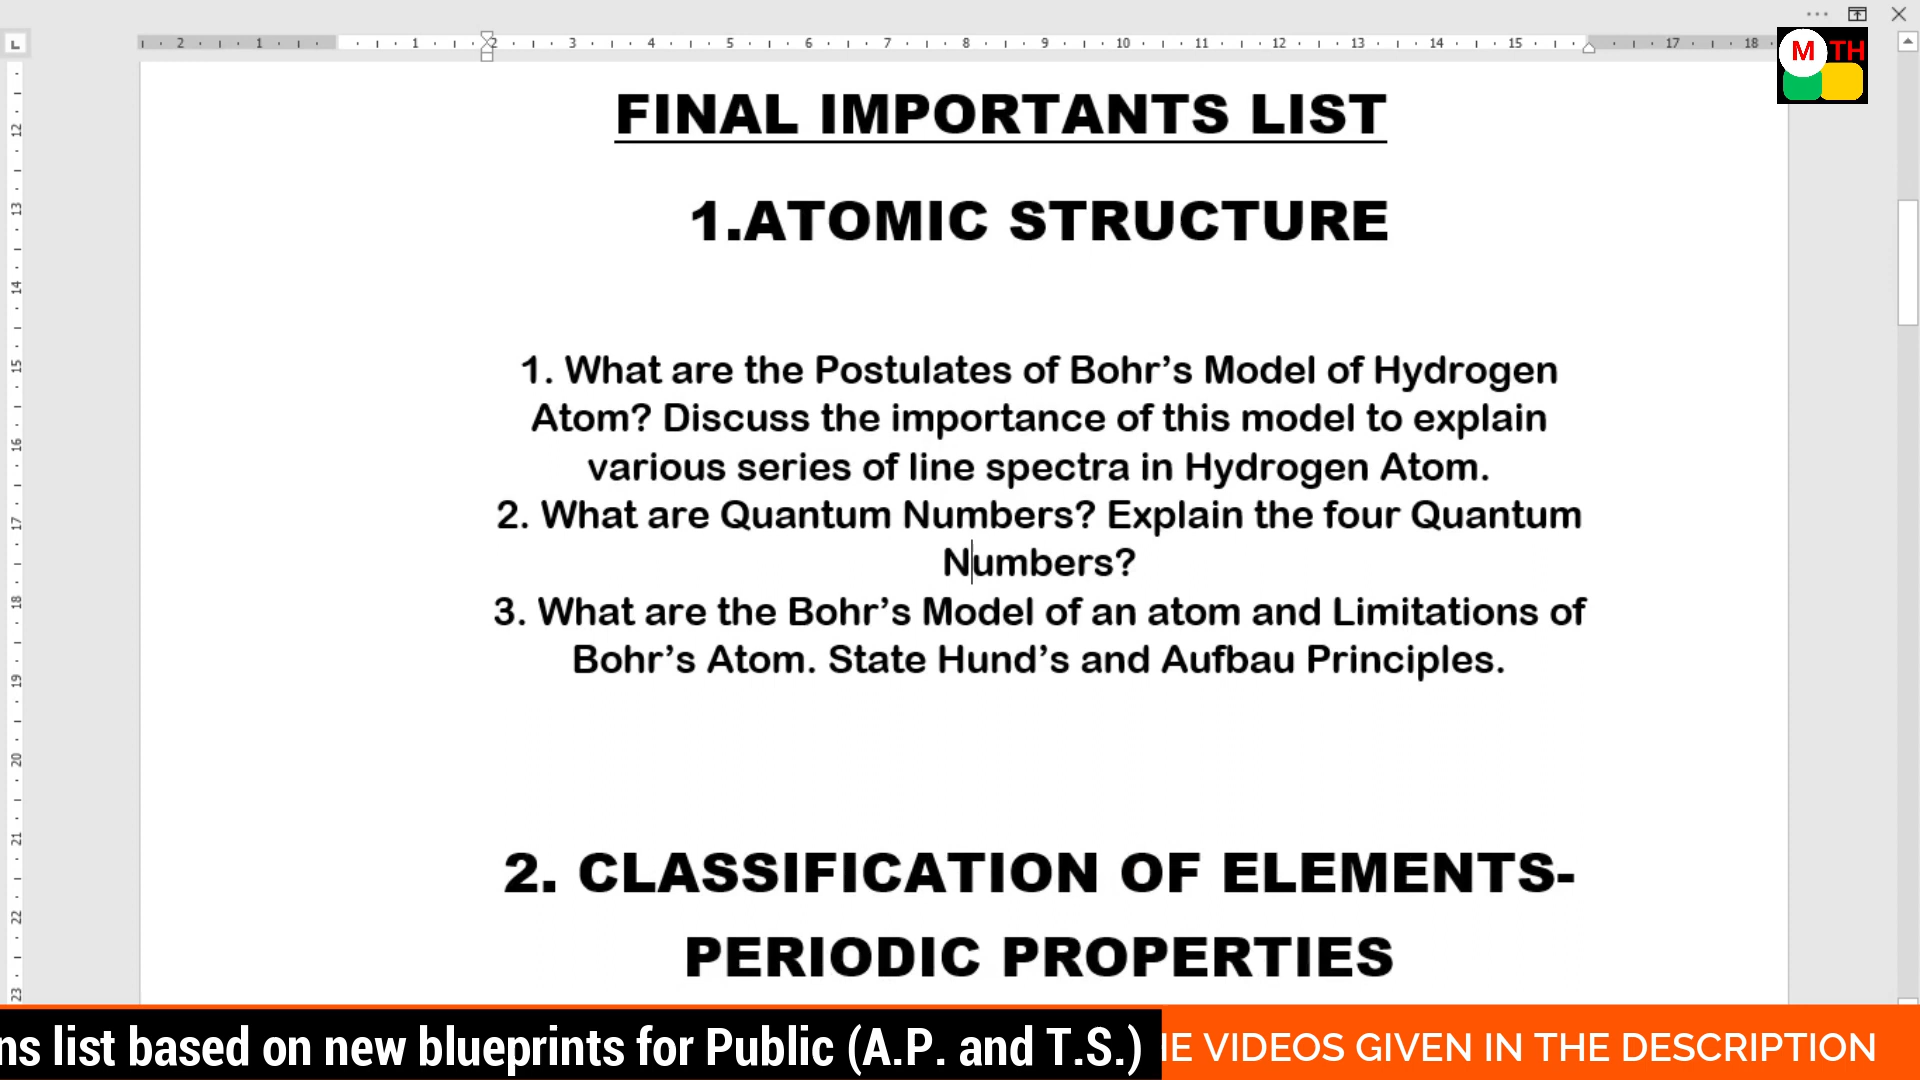 M TH
FINAL IMPORTANTS LIST
1.ATOMIC STRUCTURE
1. What are the Postulates of Bohr’s Model of Hydrogen
Atom? Discuss the importance of this model to explain
various series of line spectra in Hydrogen Atom.
2. What are Quantum Numbers? Explain the four Quantum
Numbers?
3. What are the Bohr’s Model of an atom and Limitations of
Bohr’s Atom. State Hund’s and Aufbau Principles.
2. CLASSIFICATION OF ELEMENTS-
PERIODIC PROPERTIES
ns list based on new blueprints for Public (A.P. and T.S.)
E VIDEOS GIVEN IN THE DESCRIPTION